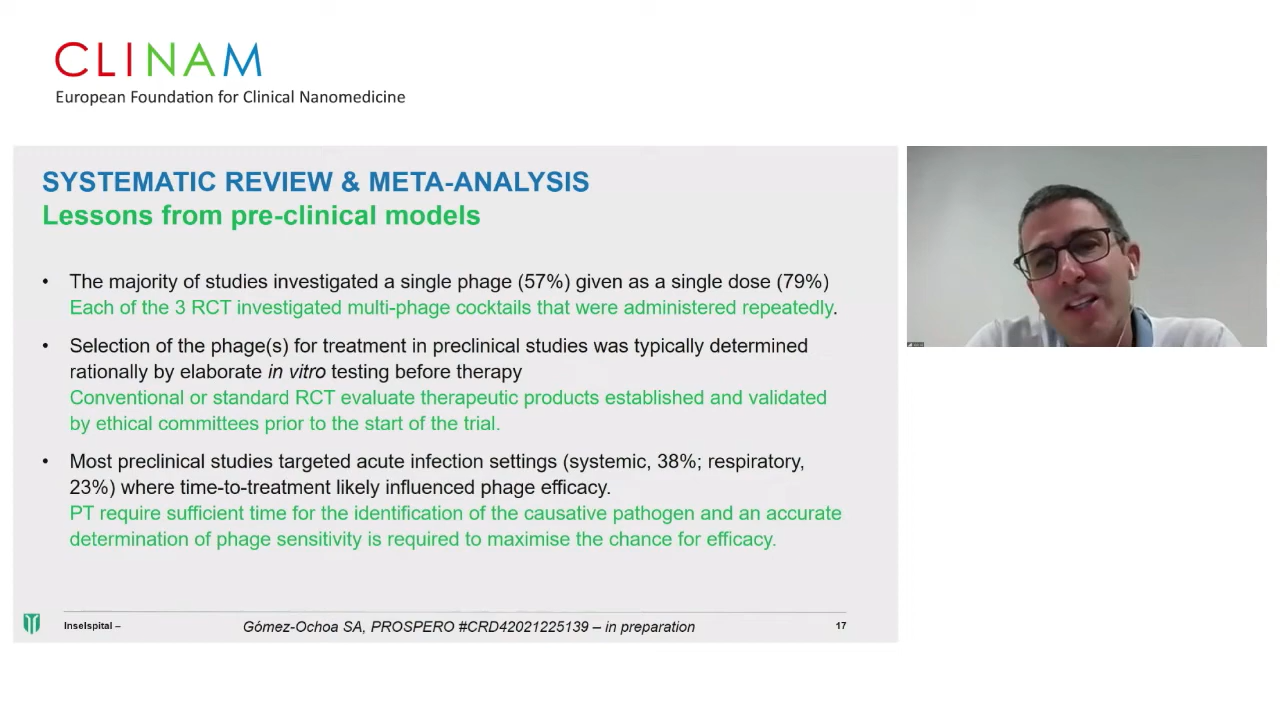 CLINAM
European Foundation for Clinical Nanomedicine
SYSTEMATIC REVIEW & META-ANALYSIS
Lessons from pre-clinical models
• The majority of studies investigated a single phage (57%) given as a single dose (79%)
Each of the 3 RCT investigated multi-phage cocktails that were administered repeatedly.
• Selection of the phage(s) for treatment in preclinical studies was typically determined
rationally by elaborate in vitro testing before therapy
Conventional or standard RCT evaluate therapeutic products established and validated
by ethical committees prior to the start of the trial.
• Most preclinical studies targeted acute infection settings (systemic, 38%; respiratory,
23%) where time-to-treatment likely influenced phage efficacy.
PT require sufficient time for the identification of the causative pathogen and an accurate
determination of phage sensitivity is required to maximise the chance for efficacy.
Inselspital –
Gómez-Ochoa SA, PROSPERO #CRD42021225139 – in preparation
17